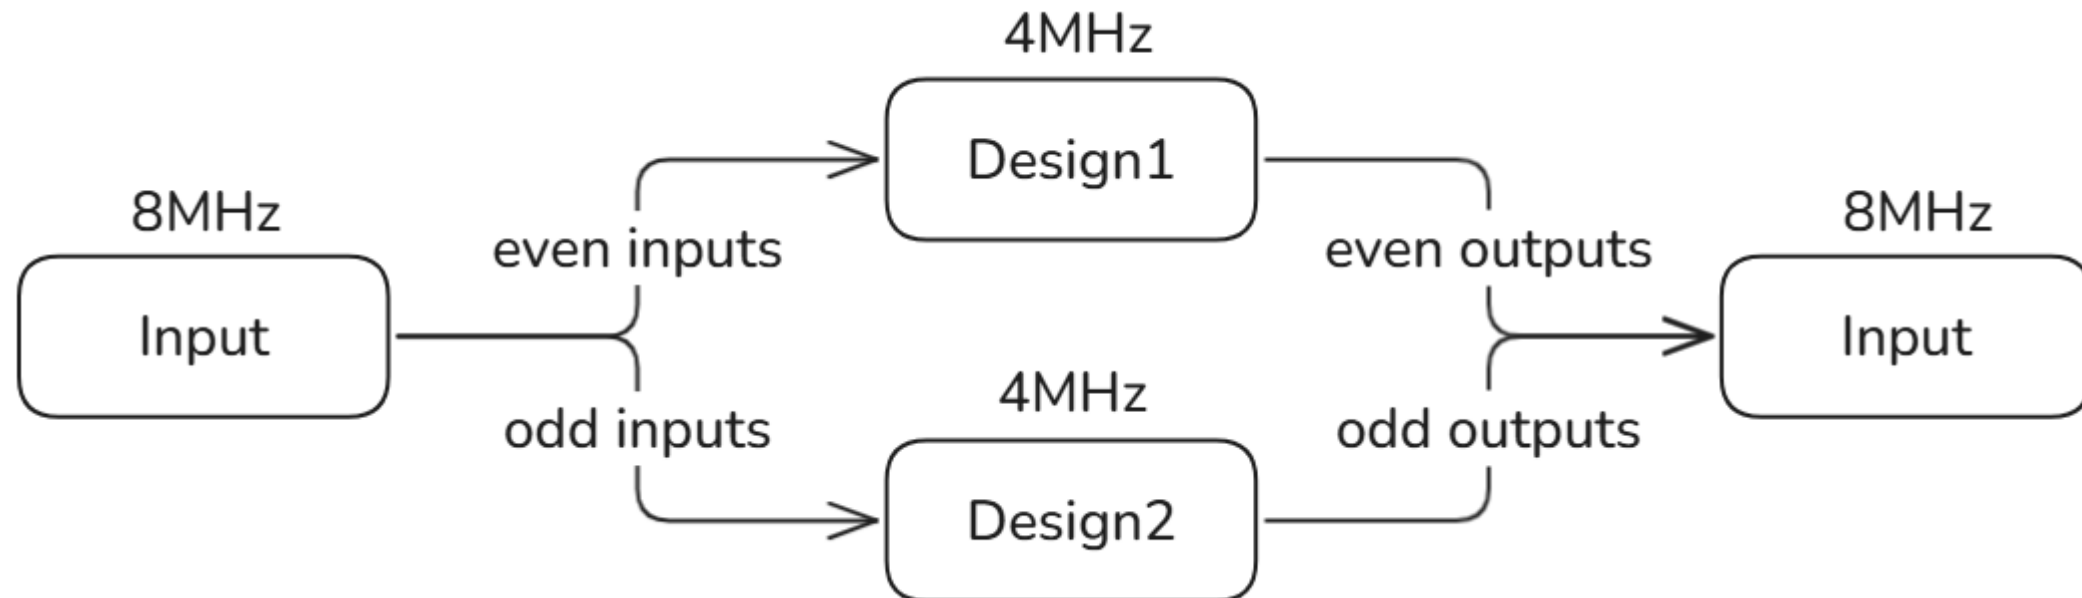 4MHz
Design1
8MHz
Input
even inputs
even outputs
8MHz
Input
4MHz
odd inputs
odd outputs
Design2